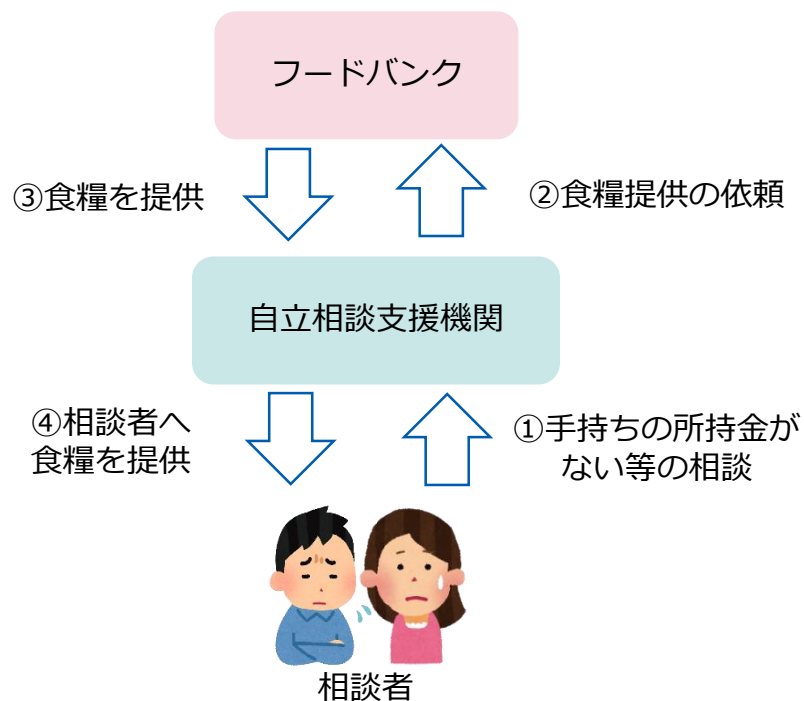 フードバンク
③食糧を提供
②食糧提供の依頼
自立相談支援機関
④相談者へ
食糧を提供
①手持ちの所持金が
ない等の相談
相談者